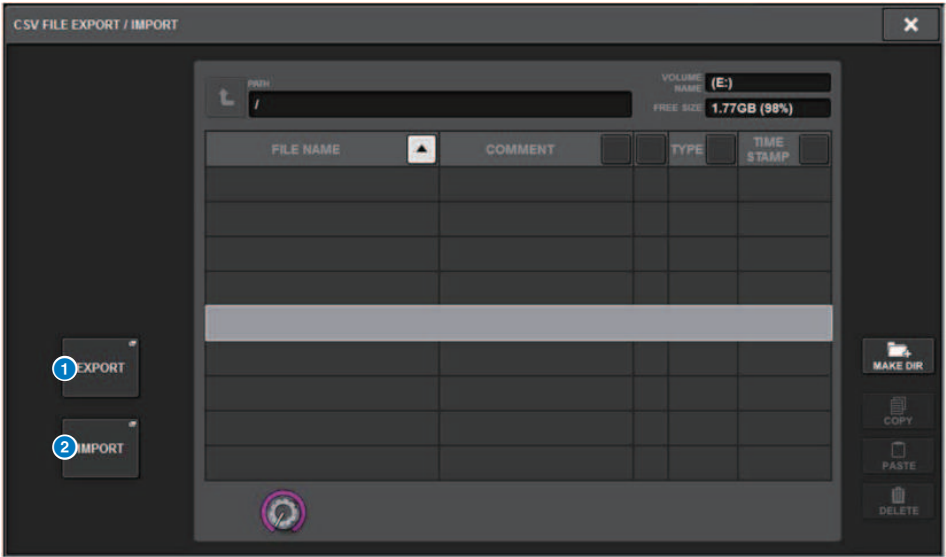 CSV FILE EXPORT / IMPORT
PATH
/
VOLUME NAME
(E:)
FREE SIZE
1.77GB (98%)
FILE NAME
COMMENT
TYPE
TIME STAMP
1
EXPORT
2
IMPORT
MAKE DIR
COPY
PASTE
DELETE